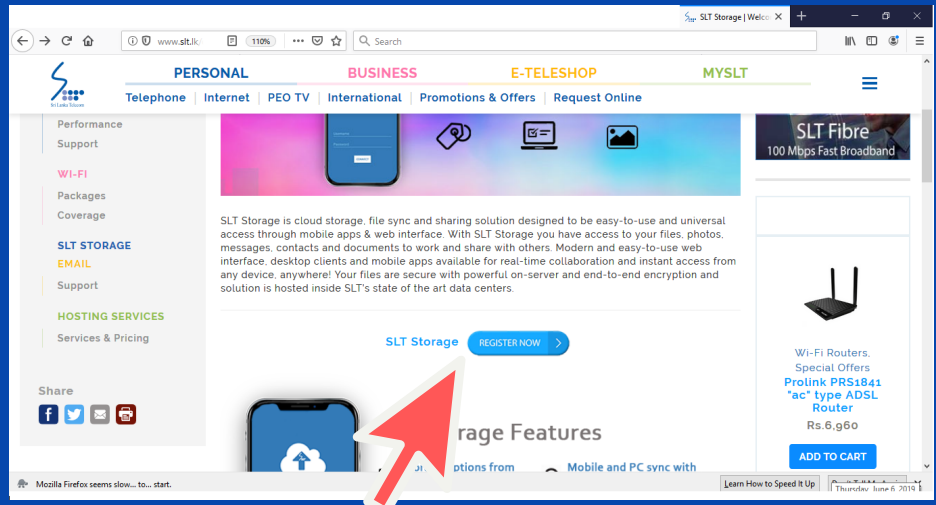 SLT Storage | Welco
www.slt.lk/
110%
Search
Sri Lanka Telecom
PERSONAL
BUSINESS
E-TELESHOP
MYSLT
Telephone | Internet | PEO TV | International | Promotions & Offers | Request Online
Performance
Support
WI-FI
Packages
Coverage
SLT STORAGE
EMAIL
Support
HOSTING SERVICES
Services & Pricing
Share
SLT Storage is cloud storage, file sync and sharing solution designed to be easy-to-use and universal
access through mobile apps & web interface. With SLT Storage you have access to your files, photos,
messages, contacts and documents to work and share with others. Modern and easy-to-use web
interface, desktop clients and mobile apps available for real-time collaboration and instant access from
any device, anywhere! Your files are secure with powerful on-server and end-to-end encryption and
solution is hosted inside SLT's state of the art data centers.
SLT Storage
REGISTER NOW
rage Features
ptions from
Mobile and PC sync with
SLT Fibre
100 Mbps Fast Broadband
Wi-Fi Routers,
Special Offers
Prolink PRS1841
"ac" type ADSL
Router
Rs.6,960
ADD TO CART
Mozilla Firefox seems slow... to... start.
Learn How to Speed It Up
Thursday, June 6, 2019